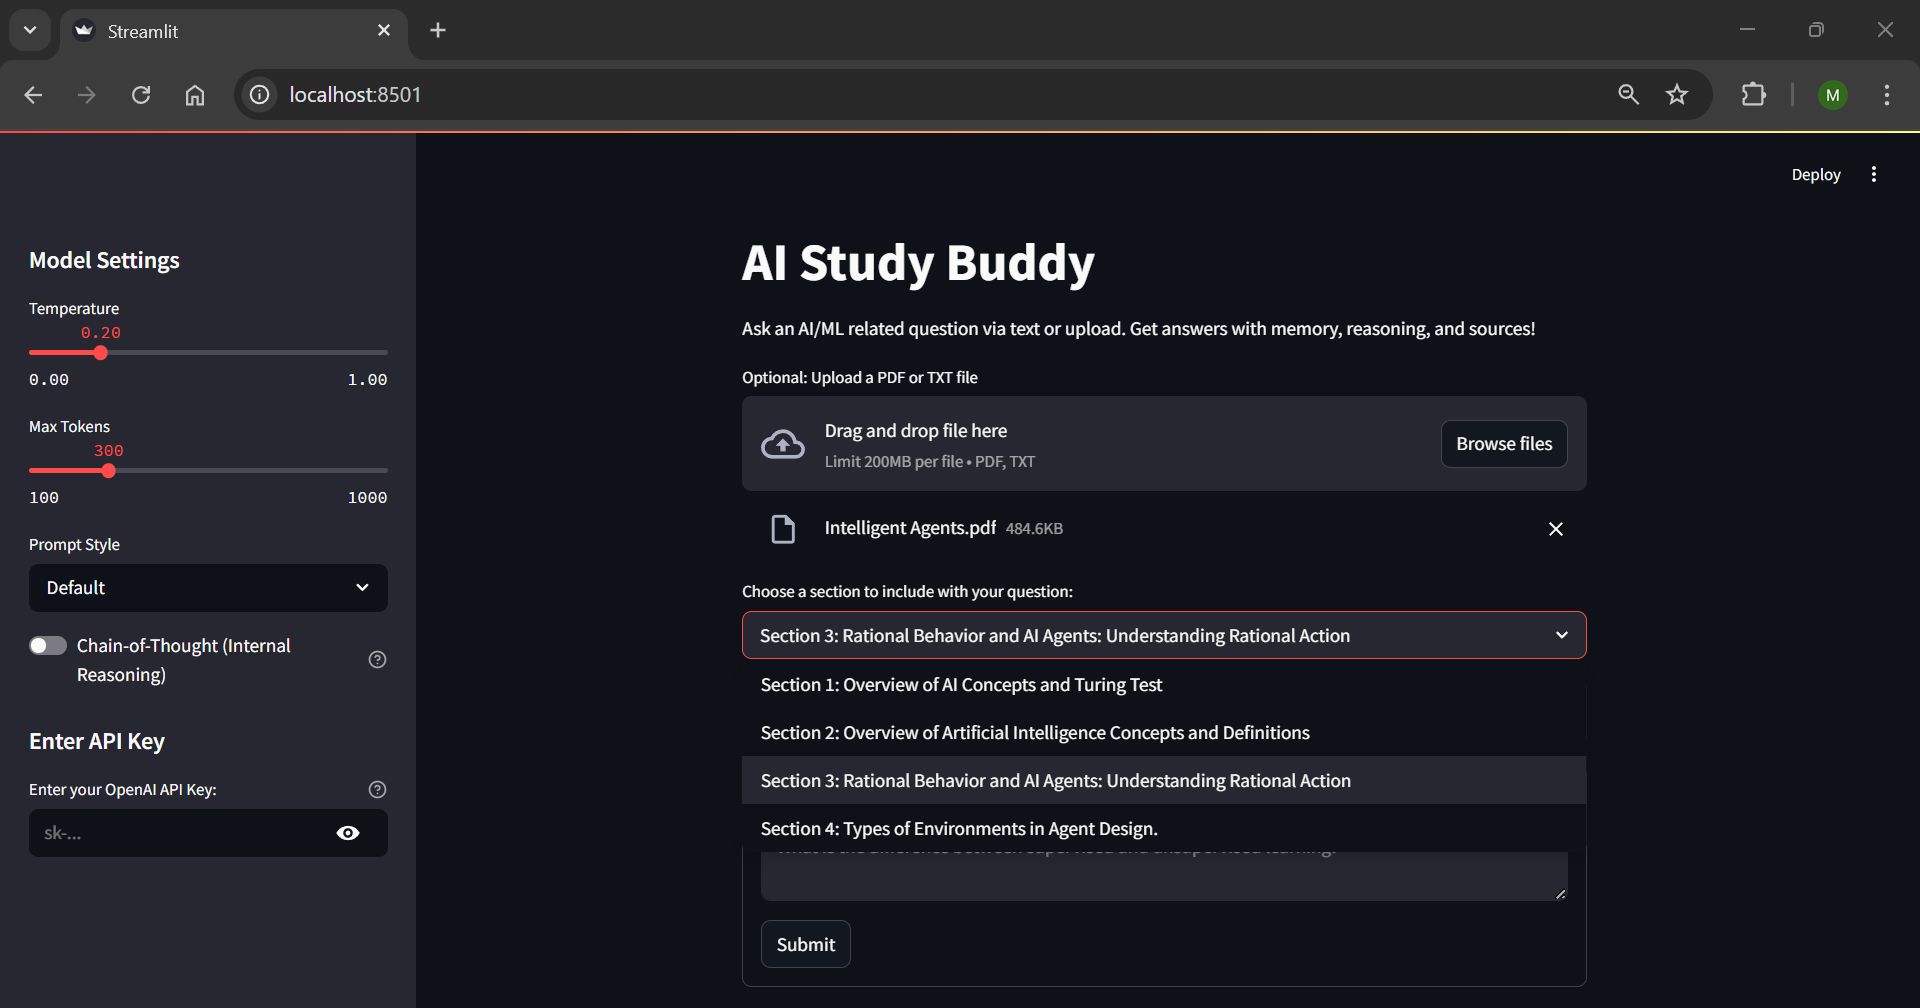 Streamlit
localhost:8501
M
Deploy
Model Settings
Temperature
0.20
0.00 1.00
Max Tokens
300
100 1000
Prompt Style
Default
Chain-of-Thought (Internal
Reasoning)
Enter API Key
Enter your OpenAI API Key:
sk-...
AI Study Buddy
Ask an AI/ML related question via text or upload. Get answers with memory, reasoning, and sources!
Optional: Upload a PDF or TXT file
Drag and drop file here
Limit 200MB per file • PDF, TXT
Browse files
Intelligent Agents.pdf 484.6KB
Choose a section to include with your question:
Section 3: Rational Behavior and AI Agents: Understanding Rational Action
Section 1: Overview of AI Concepts and Turing Test
Section 2: Overview of Artificial Intelligence Concepts and Definitions
Section 3: Rational Behavior and AI Agents: Understanding Rational Action
Section 4: Types of Environments in Agent Design.
Submit